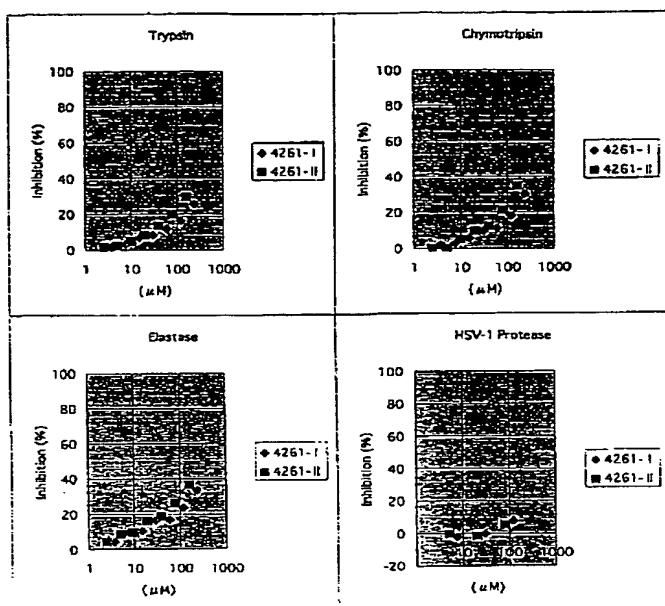 Trypsin
100
80
60
40
20
0
Inhibition (%)
1 10 100 1000
(μM)
4261-I
4261-II
Chymotripsin
100
80
60
40
20
0
Inhibition (%)
1 10 100 1000
(μM)
4261-I
4261-II
Elastase
100
80
60
40
20
0
Inhibition (%)
1 10 100 1000
(μM)
4261-I
4261-II
HSV-1 Protease
100
80
60
40
20
0
-20
Inhibition (%)
10 100 1000
(μM)
4261-I
4261-II